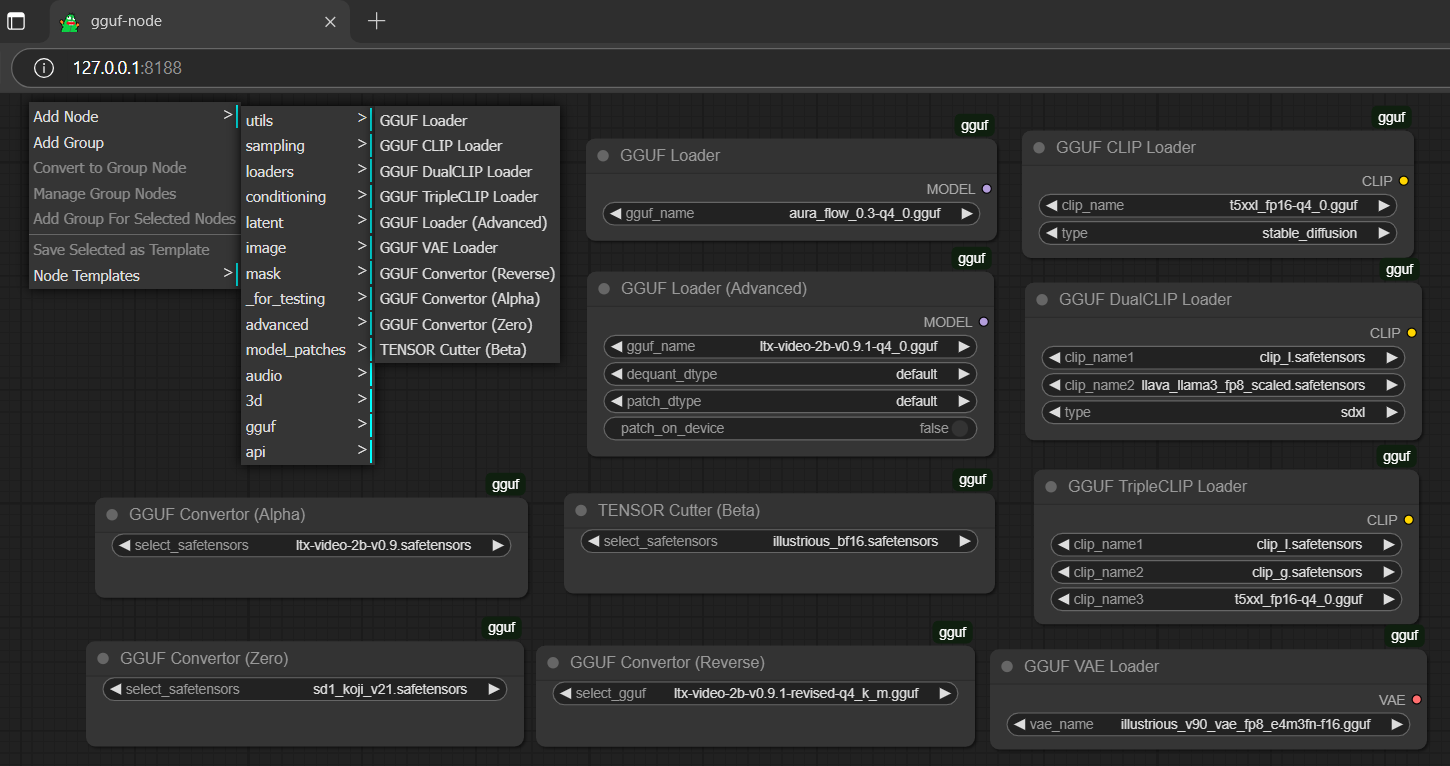 gguf-node
127.0.0.1:8188
Add Node >
Add Group
Convert to Group Node
Manage Group Nodes
Add Group For Selected Nodes
Save Selected as Template
Node Templates >
utils >
sampling >
loaders >
conditioning >
latent >
image >
mask >
_for_testing >
advanced >
model_patches >
audio >
3d >
gguf >
api >
GGUF Loader
GGUF CLIP Loader
GGUF DualCLIP Loader
GGUF TripleCLIP Loader
GGUF Loader (Advanced)
GGUF VAE Loader
GGUF Convertor (Reverse)
GGUF Convertor (Alpha)
GGUF Convertor (Zero)
TENSOR Cutter (Beta)
gguf
GGUF Loader
MODEL
gguf_name aura_flow_0.3-q4_0.gguf
gguf
GGUF CLIP Loader
CLIP
clip_name t5xxl_fp16-q4_0.gguf
type stable_diffusion
gguf
GGUF Loader (Advanced)
MODEL
gguf_name ltx-video-2b-v0.9.1-q4_0.gguf
dequant_dtype default
patch_dtype default
patch_on_device false
gguf
GGUF DualCLIP Loader
CLIP
clip_name1 clip_l.safetensors
clip_name2 llava_llama3_fp8_scaled.safetensors
type sdxl
gguf
GGUF Convertor (Alpha)
select_safetensors ltx-video-2b-v0.9.safetensors
gguf
TENSOR Cutter (Beta)
select_safetensors illustrious_bf16.safetensors
gguf
GGUF TripleCLIP Loader
CLIP
clip_name1 clip_l.safetensors
clip_name2 clip_g.safetensors
clip_name3 t5xxl_fp16-q4_0.gguf
gguf
GGUF Convertor (Zero)
select_safetensors sd1_koji_v21.safetensors
gguf
GGUF Convertor (Reverse)
select_gguf ltx-video-2b-v0.9.1-revised-q4_k_m.gguf
gguf
GGUF VAE Loader
VAE
vae_name illustrious_v90_vae_fp8_e4m3fn-f16.gguf